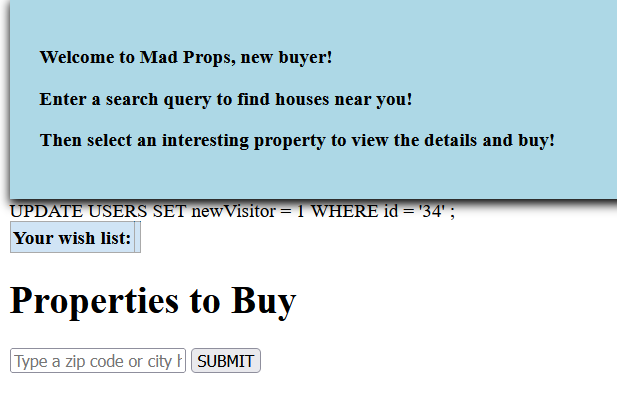 Welcome to Mad Props, new buyer!
Enter a search query to find houses near you!
Then select an interesting property to view the details and buy!
UPDATE USERS SET newVisitor = 1 WHERE id = '34' ;
Your wish list:
Properties to Buy
Type a zip code or city
SUBMIT